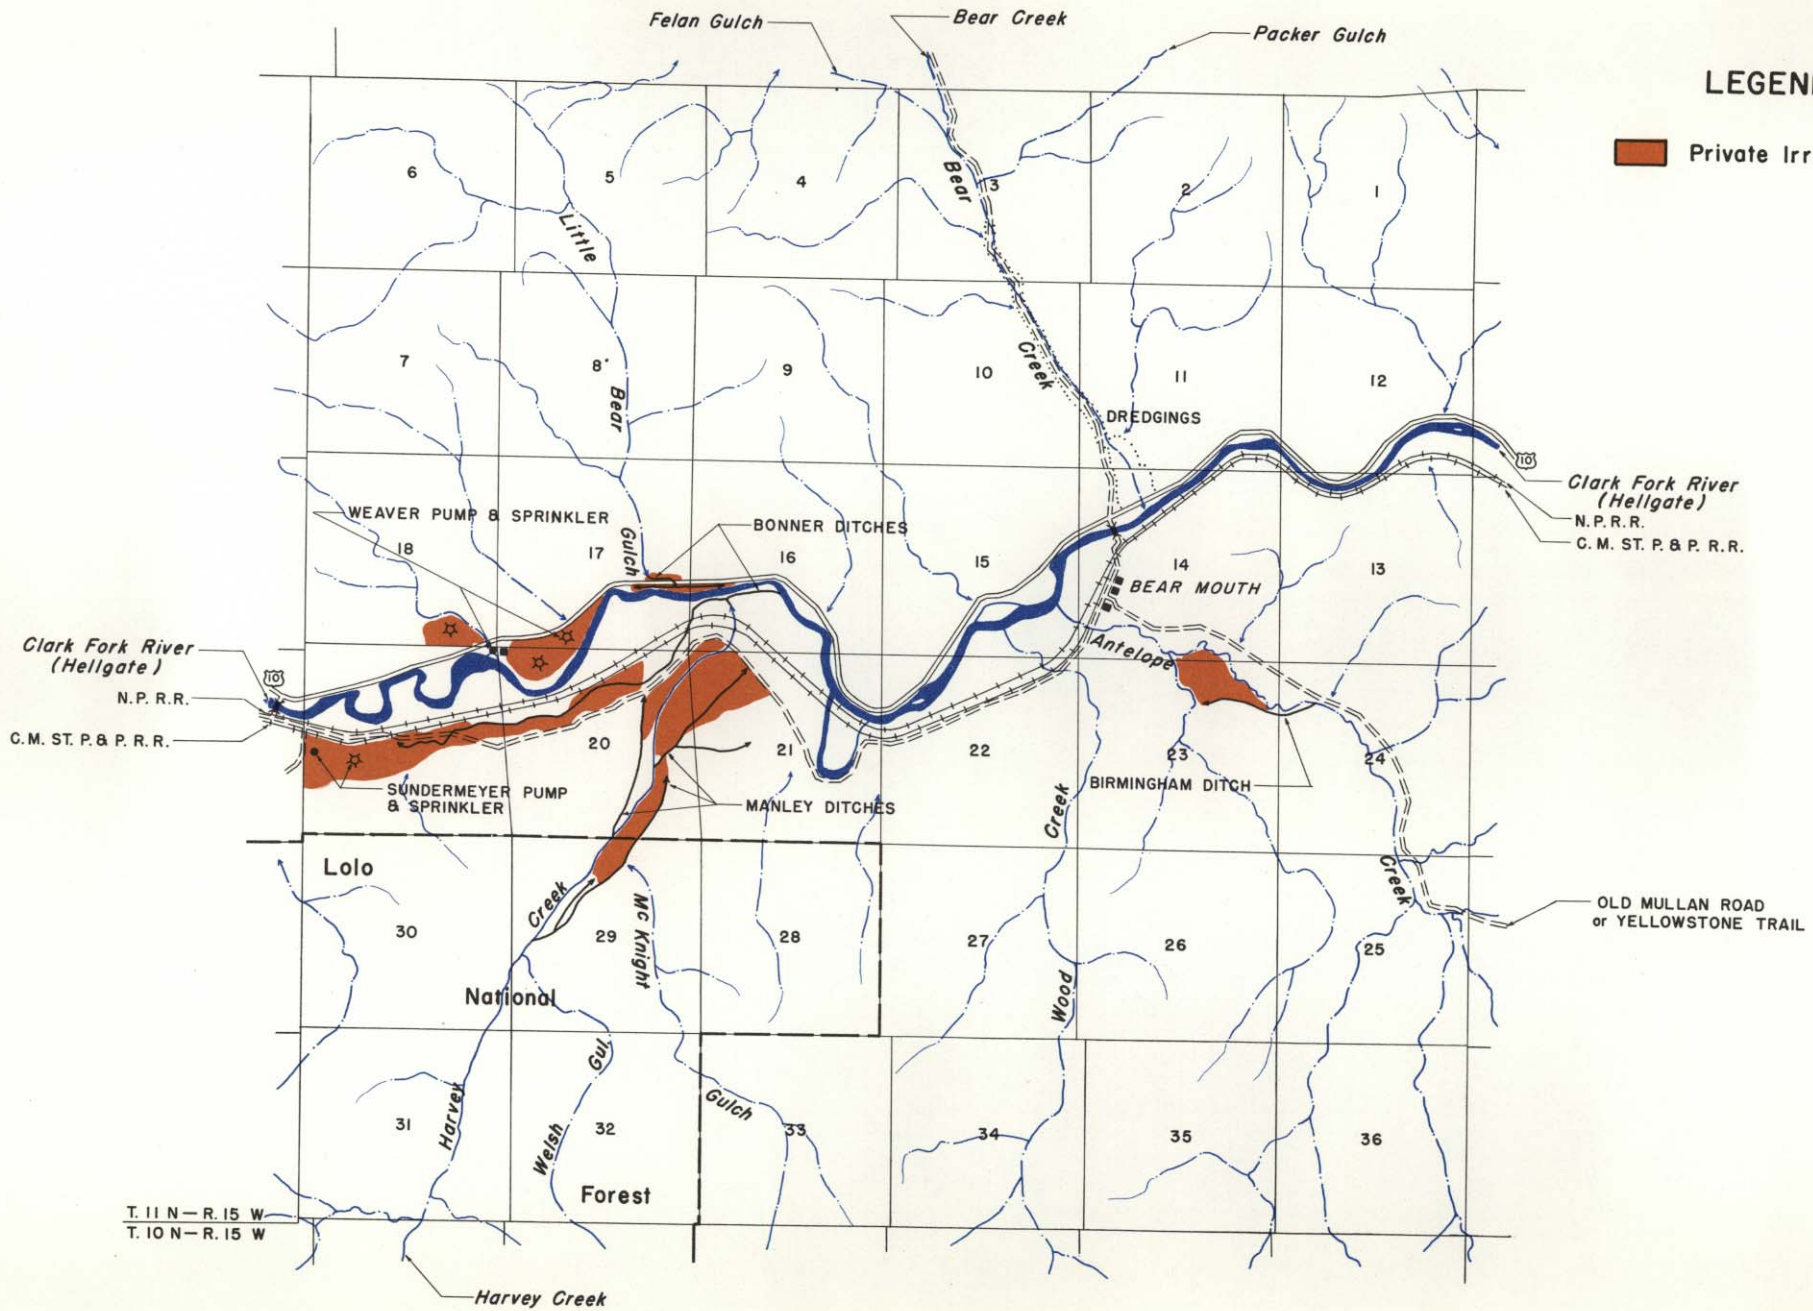 Felan Gulch
Bear Creek
Packer Gulch
LEGEN
Private Irr
6
5
4
3
2
1
Little
Bear
7
8
9
10
11
12
Bear
Creek
DREDGINGS
10
Clark Fork River
(Hellgate)
N. P. R. R.
C. M. ST. P. & P. R. R.
WEAVER PUMP & SPRINKLER
BONNER DITCHES
18
17
Gulch
16
15
14
13
BEAR MOUTH
Antelope
Clark Fork River
(Hellgate)
10
N. P. R. R.
C. M. ST. P. & P. R. R.
20
21
22
23
24
SUNDERMEYER PUMP
& SPRINKLER
MANLEY DITCHES
BIRMINGHAM DITCH
Creek
Creek
Lolo
Creek
Mc Knight
30
29
28
27
26
25
OLD MULLAN ROAD
or YELLOWSTONE TRAIL
National
Wood
Gul.
Gulch
Harvey
Welsh
31
32
33
34
35
36
Forest
T. 11 N — R. 15 W
T. 10 N — R. 15 W
Harvey Creek